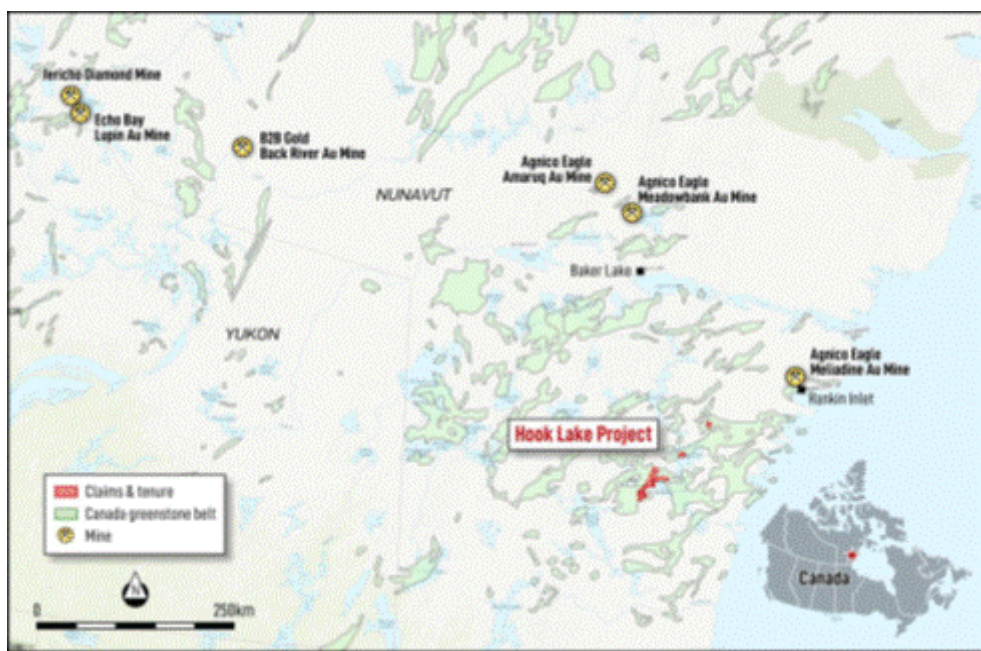 Jericho Diamond Mine
Echo Bay
Lupin Au Mine
B2B Gold
Back River Au Mine
Agnico Eagle
Amaruq Au Mine
Agnico Eagle
Meadowbank Au Mine
NUNAVUT
Baker Lake
YUKON
Agnico Eagle
Meliadine Au Mine
Rankin Inlet
Hook Lake Project
Claims & tenure
Canada greenstone belt
Mine
N
0
250km
Canada